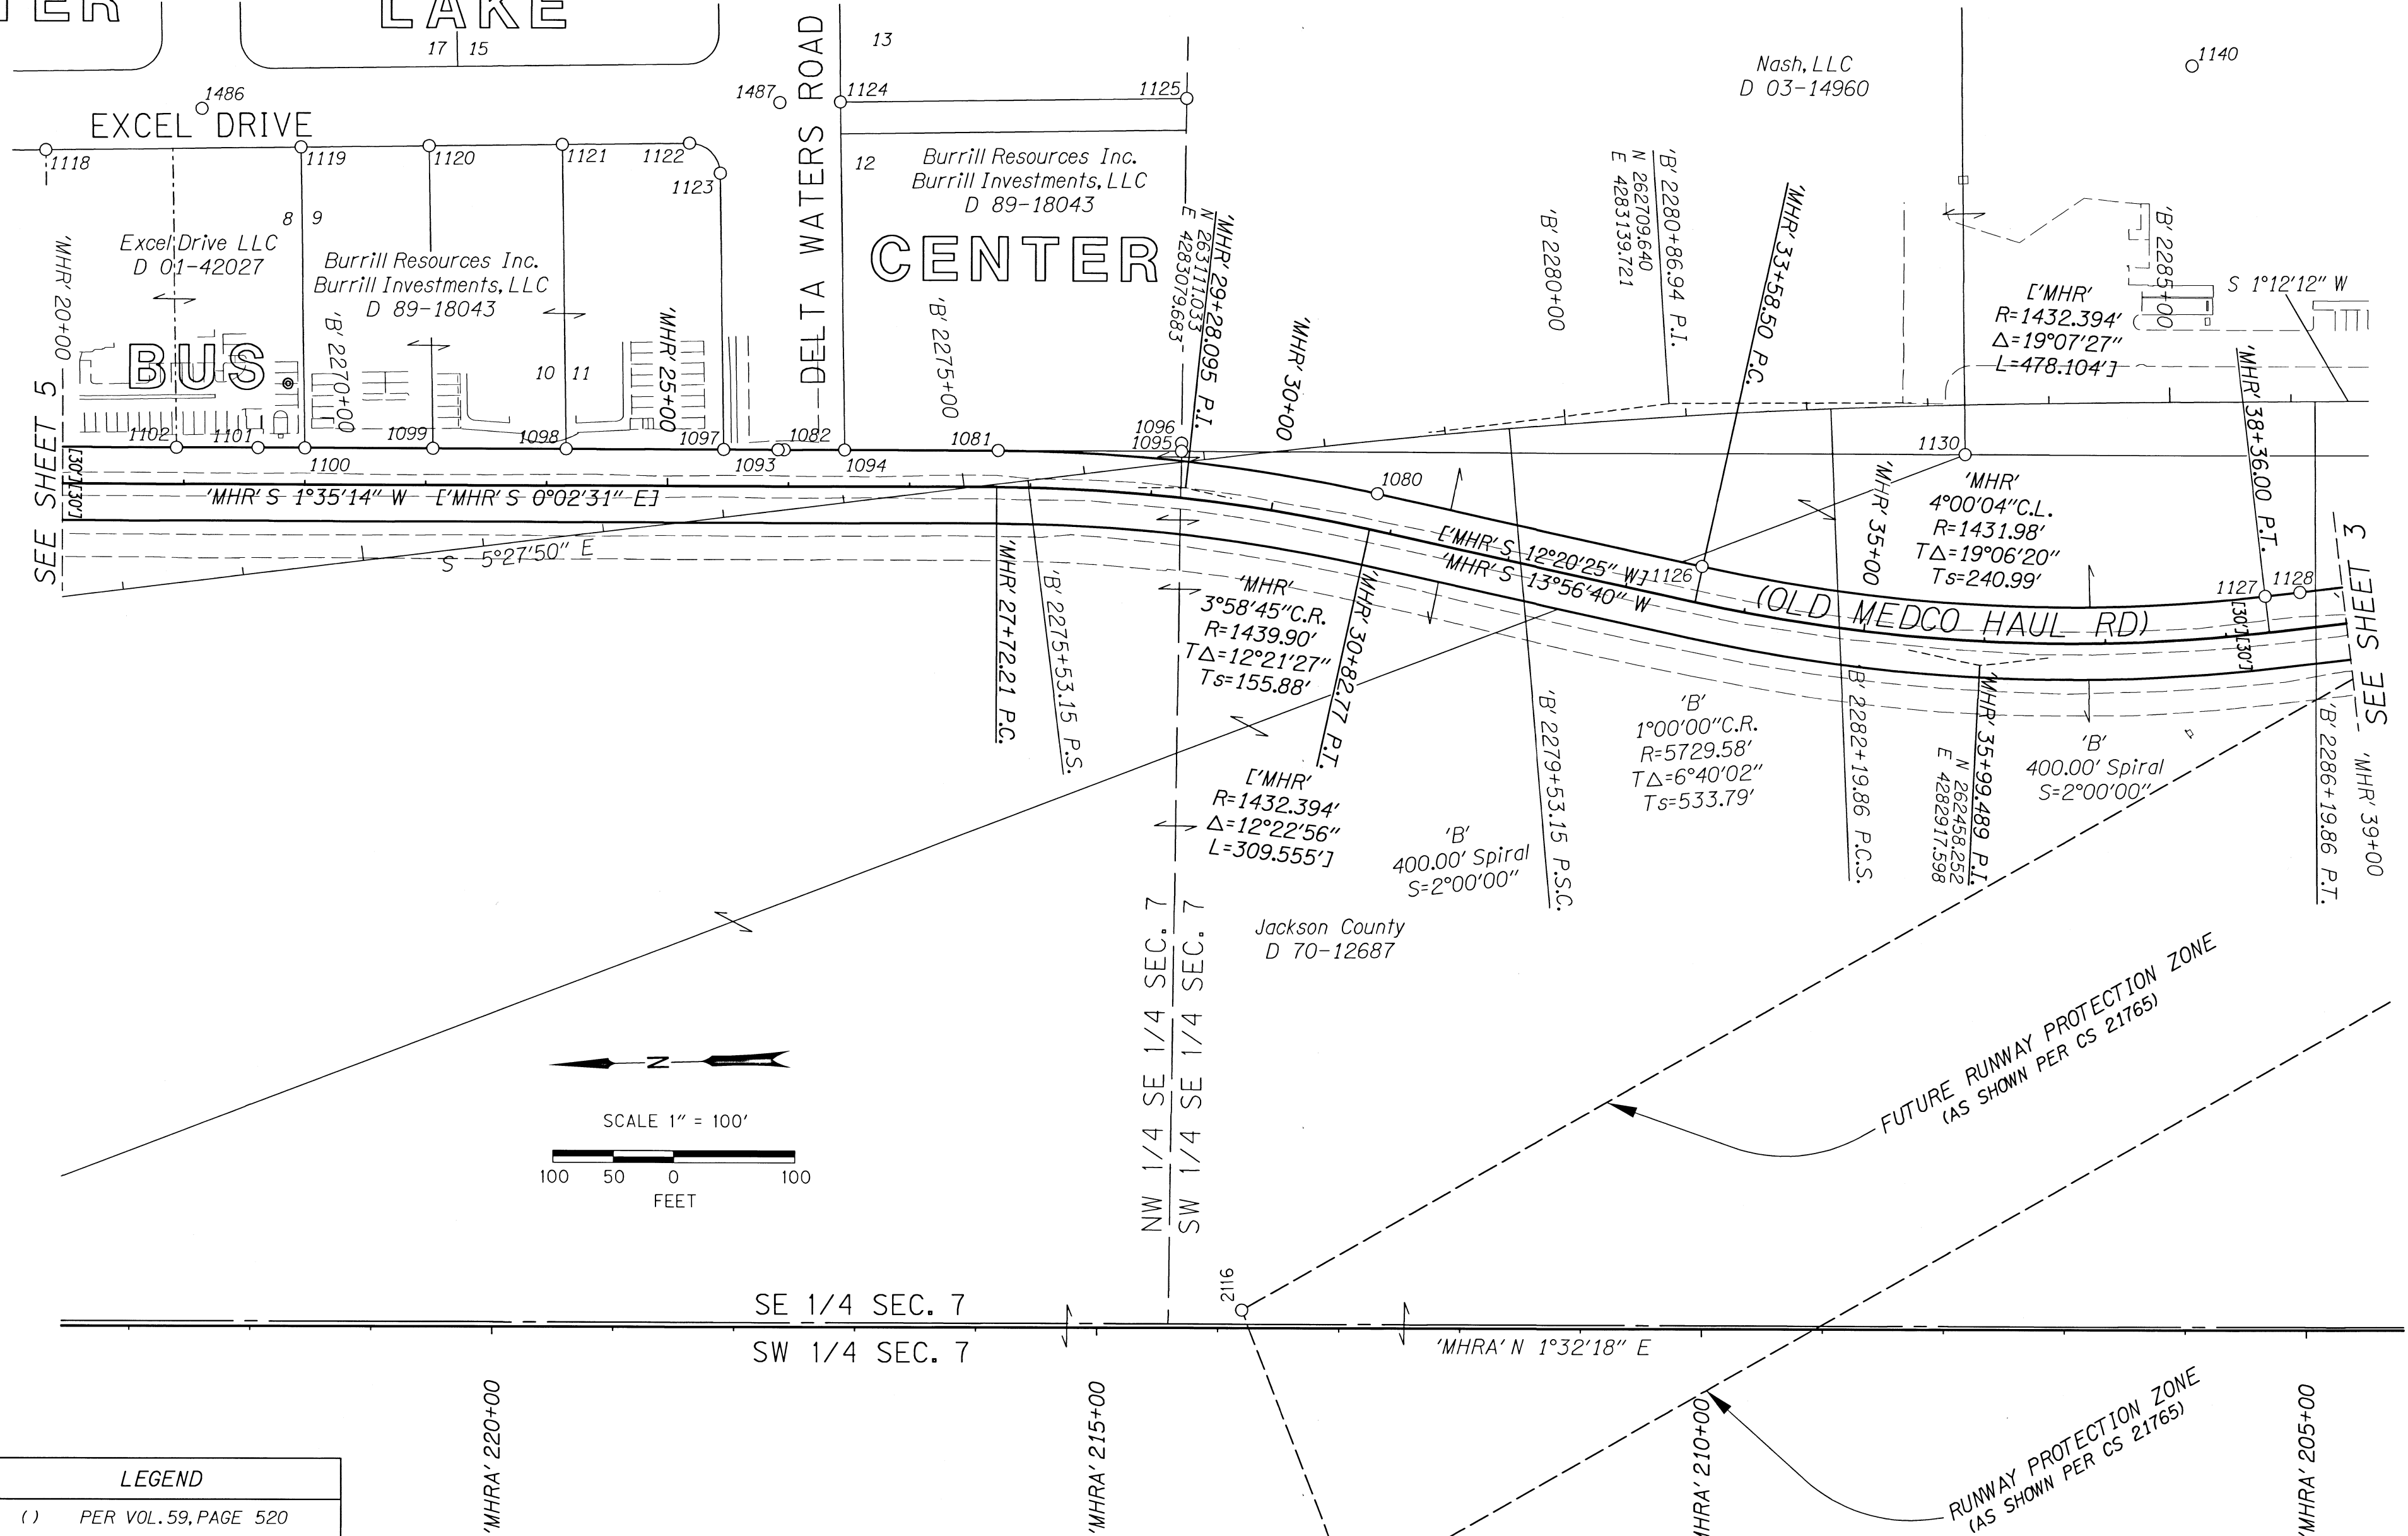 TER
LAKE
17 15
13
1486
EXCEL DRIVE
1487
1124
1125
Nash, LLC
D 03-14960
1140
1118
1119
1120
1121
1122
1123
DELTA WATERS ROAD
12
Burrill Resources Inc.
Burrill Investments, LLC
D 89-18043
CENTER
'MHR' 29+28.095 P.I.
N 263111.033
E 4283079.683
'B' 2280+00
'B' 2280+86.94 P.I.
N 262709.640
E 4283139.721
'MHR' 33+58.50 P.C.
'B' 2285+00
S 1°12'12" W
['MHR'
R=1432.394'
Δ=19°07'27"
L=478.104']
8 9
Excel Drive LLC
D 01-42027
Burrill Resources Inc.
Burrill Investments, LLC
D 89-18043
'MHR' 20+00
SEE SHEET 5
BUS
'B' 2270+00
10 11
'MHR' 25+00
'B' 2275+00
'MHR' 30+00
1102
1101
1100
1099
1098
1097
1093
1082
1094
1081
1096
1095
1080
1130
[30']
[30']
'MHR' S 1°35'14" W ['MHR' S 0°02'31" E]
S 5°27'50" E
'MHR' 27+72.21 P.C.
'B' 2275+53.15 P.S.
'MHR'
3°58'45"C.R.
R=1439.90'
TΔ=12°21'27"
Ts=155.88'
'MHR' 30+82.77 P.T.
['MHR' S 12°20'25" W]
'MHR' S 13°56'40" W
1126
'MHR' 35+00
'MHR'
4°00'04"C.L.
R=1431.98'
TΔ=19°06'20"
Ts=240.99'
'MHR' 38+36.00 P.T.
(OLD MEDCO HAUL RD)
1127
1128
[30']
[30']
SEE SHEET 3
'MHR' 39+00
['MHR'
R=1432.394'
Δ=12°22'56"
L=309.555']
'B'
400.00' Spiral
S=2°00'00"
'B' 2279+53.15 P.S.C.
'B'
1°00'00"C.R.
R=5729.58'
TΔ=6°40'02"
Ts=533.79'
'B' 2282+19.86 P.C.S.
'MHR' 35+99.489 P.I.
N 262458.252
E 4282917.598
'B'
400.00' Spiral
S=2°00'00"
'B' 2286+19.86 P.T.
Jackson County
D 70-12687
NW 1/4 SE 1/4 SEC. 7
SW 1/4 SE 1/4 SEC. 7
N
SCALE 1" = 100'
100 50 0 100
FEET
FUTURE RUNWAY PROTECTION ZONE
(AS SHOWN PER CS 21765)
2116
SE 1/4 SEC. 7
SW 1/4 SEC. 7
'MHRA' N 1°32'18" E
'MHRA' 220+00
'MHRA' 215+00
MHRA' 210+00
'MHRA' 205+00
RUNWAY PROTECTION ZONE
(AS SHOWN PER CS 21765)
LEGEND
() PER VOL.59, PAGE 520